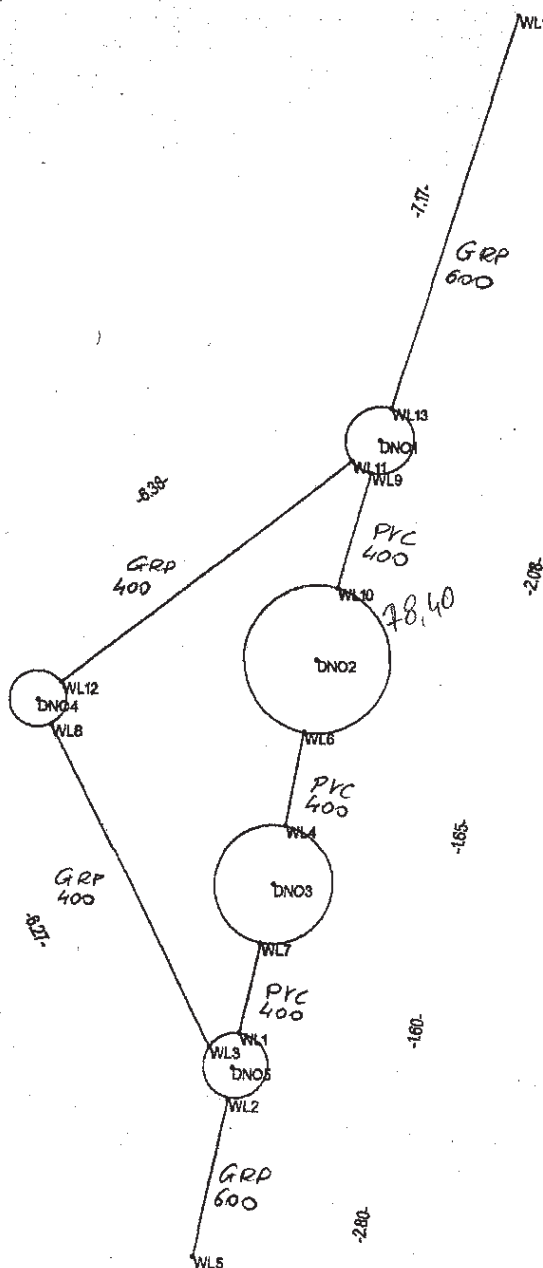 WL
-7.17-
GRP
600
WL13
DNO1
WL11
WL9
-6.38-
PVC
400
GRP
400
-2.08-
WL10
78,40
DNO2
WL12
DNO4
WL8
WL6
PVC
400
WL4
-1.65-
GRP
400
DNO3
-6.27-
WL7
PVC
400
-1.60-
WL1
WL3
DNO5
WL2
GRP
600
-2.80-
WL5